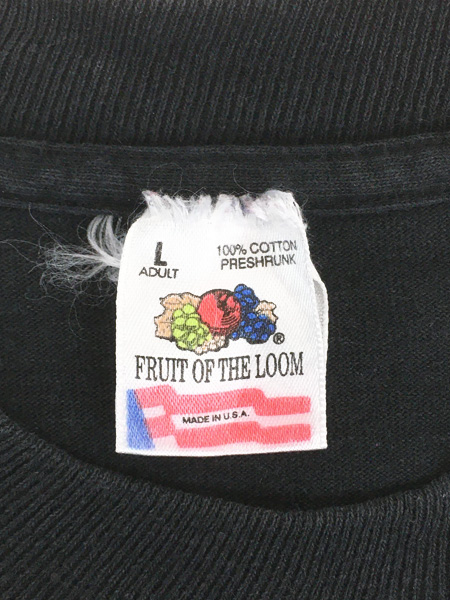 L
ADULT
100% COTTON
PRESHRUNK
®
FRUIT OF THE LOOM
MADE IN U.S.A.